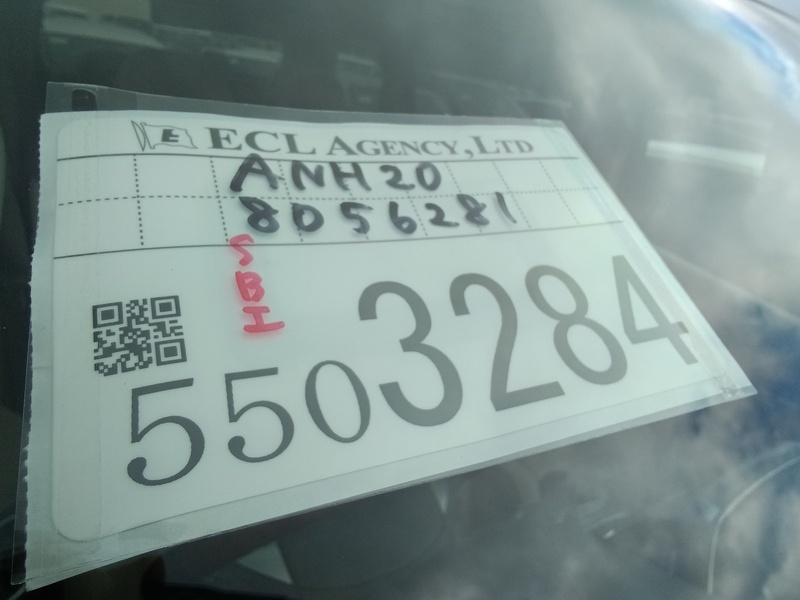 E ECL AGENCY, LTD
ANH20
8056281
SBI
5503284